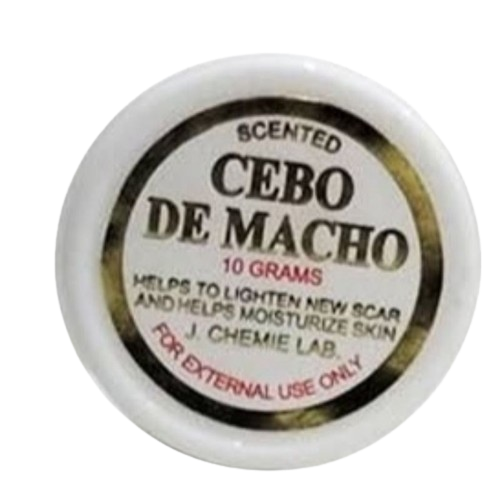 SCENTED
CEBO
DE MACHO
10 GRAMS
HELPS TO LIGHTEN NEW SCAR
AND HELPS MOISTURIZE SKIN
J. CHEMIE LAB.
FOR EXTERNAL USE ONLY